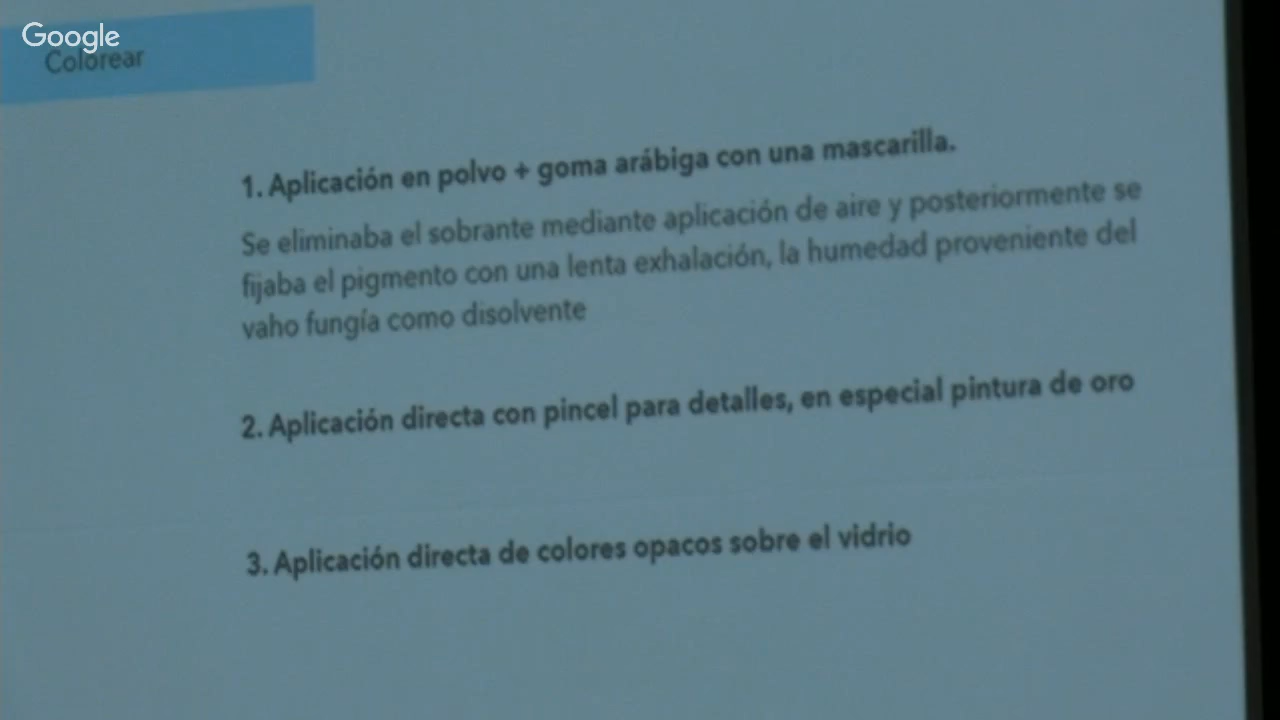 Google
Colorear
1. Aplicación en polvo + goma arábiga con una mascarilla.
Se eliminaba el sobrante mediante aplicación de aire y posteriormente se
fijaba el pigmento con una lenta exhalación, la humedad proveniente del
vaho fungía como disolvente
2. Aplicación directa con pincel para detalles, en especial pintura de oro
3. Aplicación directa de colores opacos sobre el vidrio